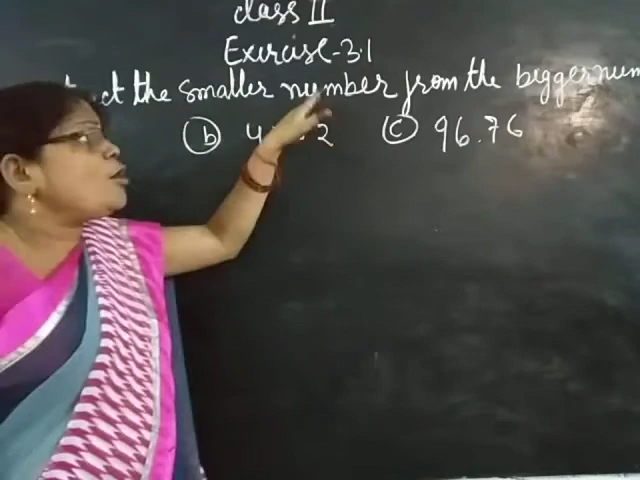 Class II
Exercise-3.1
ct the smaller number from the bigger num
(b) 4 2 (c) 96.76